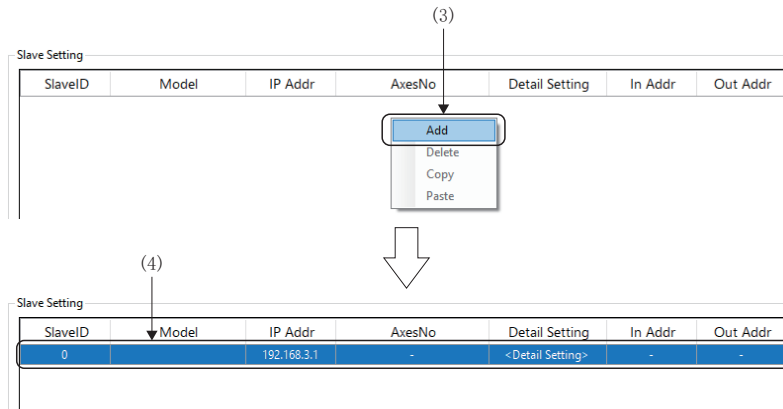 (3)
Slave Setting
SlaveID Model IP Addr AxesNo Detail Setting In Addr Out Addr
Add
Delete
Copy
Paste
(4)
Slave Setting
SlaveID Model IP Addr AxesNo Detail Setting In Addr Out Addr
0 192.168.3.1 - <Detail Setting> - -